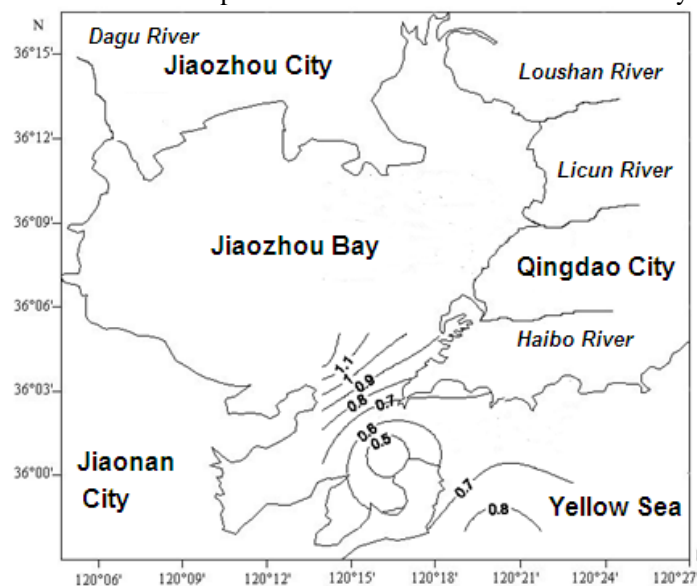 N
Dagu River
36°15'
Jiaozhou City
Loushan River
36°12'
Licun River
36°09'
Jiaozhou Bay
Qingdao City
36°06'
Haibo River
1.1
1
0.9
36°03'
0.8
0.7
0.6
0.5
Jiaonan
City
36°00'
0.7
0.8
Yellow Sea
120°06' 120°09' 120°12' 120°15' 120°18' 120°21' 120°24' 120°27'